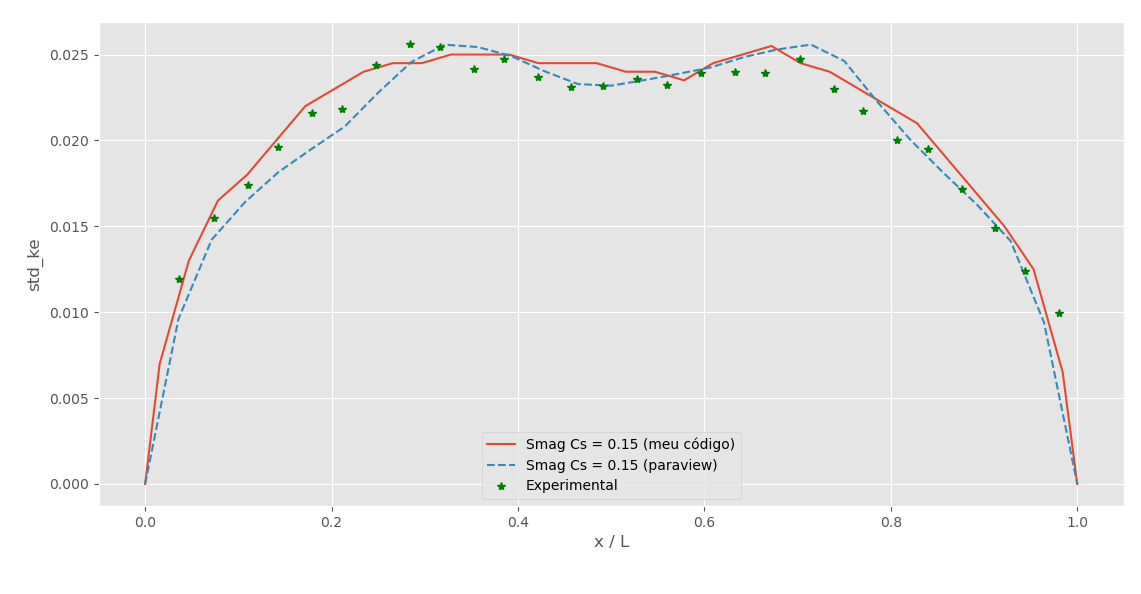 std_ke
0.025
0.020
0.015
0.010
0.005
0.000
Smag Cs = 0.15 (meu código)
Smag Cs = 0.15 (paraview)
Experimental
0.0 0.2 0.4 0.6 0.8 1.0
x / L